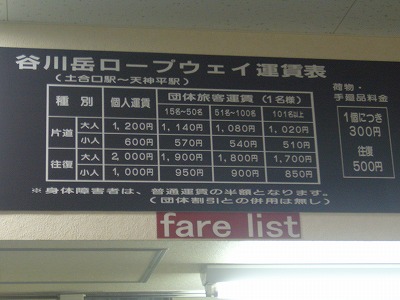 谷川岳ロープウェイ運賃表
(土合口駅～天神平駅)
種別 個人運賃 団体旅客運賃(1名様)
15名～50名 51名～100名 101名以上
片道 大人 1,200円 1,140円 1,080円 1,020円
小人 600円 570円 540円 510円
往復 大人 2,000円 1,900円 1,800円 1,700円
小人 1,000円 950円 900円 850円
※身体障害者は、普通運賃の半額となります。
(団体割引との併用は無し)
荷物・
手撮品料金
1個につき
300円
往復
500円
fare list